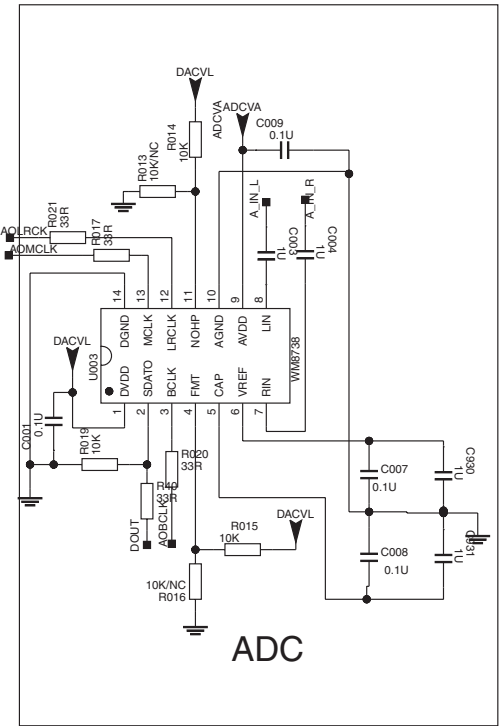 DACVL
ADCVA
ADCVA
C009
0.1U
R014
10K
R013
10K/NC
A_IN_L
A_IN_R
R021
33R
R017
33R
AOLRCK
AOMCLK
C003
1U
C004
1U
14
13
12
11
10
9
8
DGND
MCLK
LRCLK
NOHP
AGND
AVDD
LIN
DACVL
U003
WM8738
DVDD
SDATO
BCLK
FMT
CAP
VREF
RIN
1
2
3
4
5
6
7
C001
0.1U
R019
10K
R020
33R
R40
33R
DOUT
AOBCLK
R015
10K
DACVL
C007
0.1U
C930
1U
C008
0.1U
C931
1U
10K/NC
R016
ADC